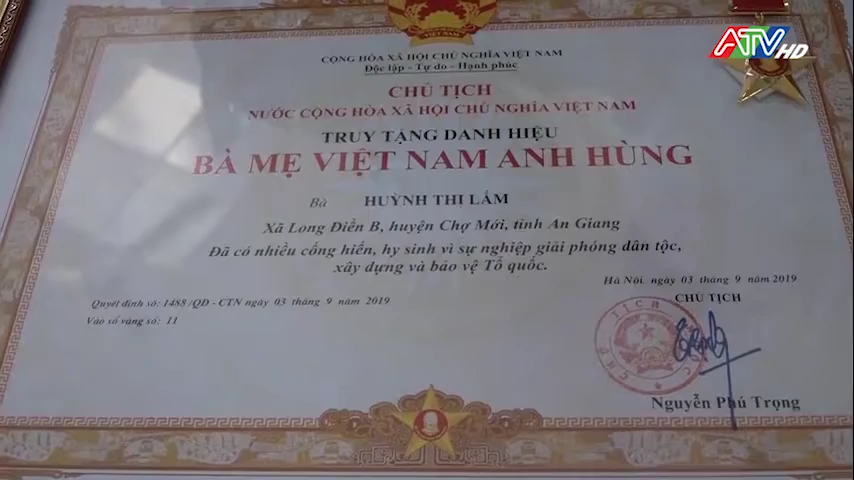 ATV HD
VIỆT NAM
CỘNG HÒA XÃ HỘI CHỦ NGHĨA VIỆT NAM
Độc lập - Tự do - Hạnh phúc
CHỦ TỊCH
NƯỚC CỘNG HÒA XÃ HỘI CHỦ NGHĨA VIỆT NAM
TRUY TẶNG DANH HIỆU
BÀ MẸ VIỆT NAM ANH HÙNG
Bà HUỲNH THỊ LẮM
Xã Long Điền B, huyện Chợ Mới, tỉnh An Giang
Đã có nhiều cống hiến, hy sinh vì sự nghiệp giải phóng dân tộc,
xây dựng và bảo vệ Tổ quốc.
Hà Nội, ngày 03 tháng 9 năm 2019
CHỦ TỊCH
Quyết định số: 1488 /QĐ - CTN ngày 03 tháng 9 năm 2019
Vào sổ vàng số: 11
Nguyễn Phú Trọng